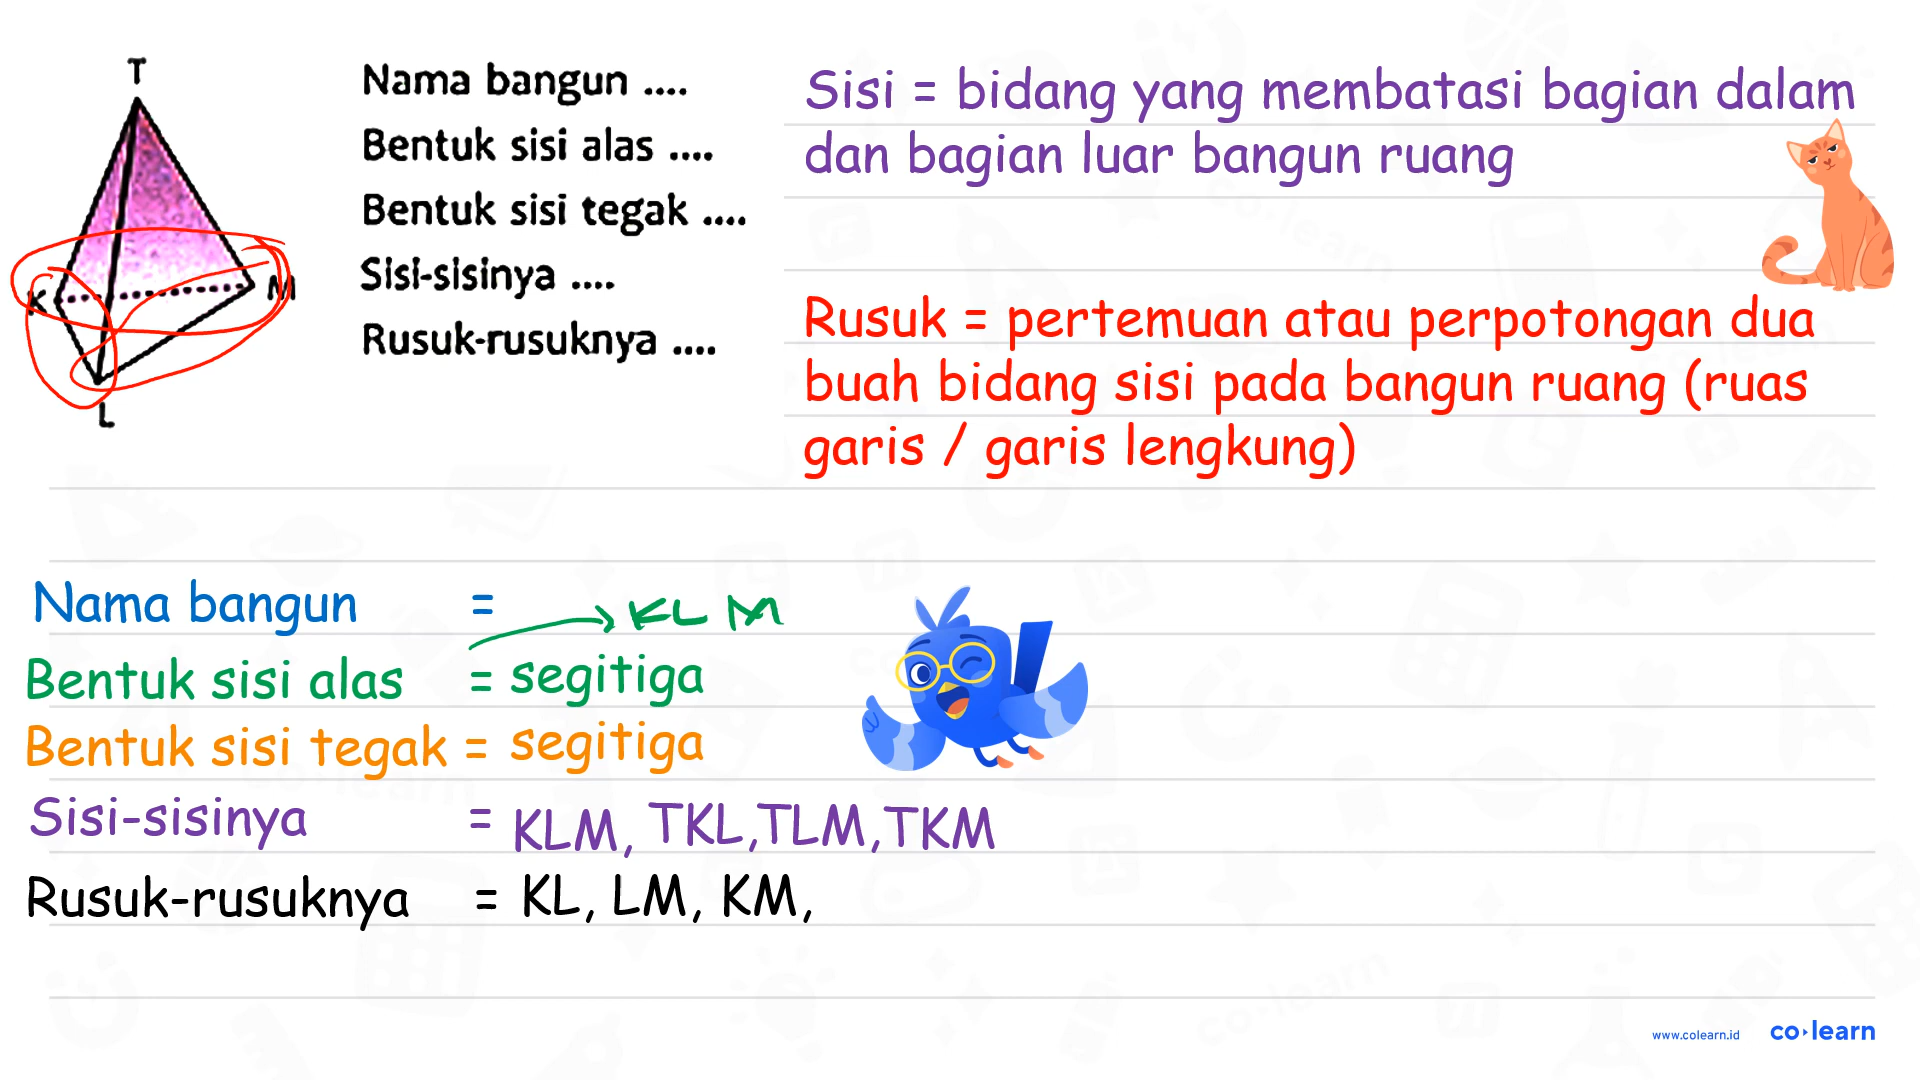 T
K
M
L
Nama bangun ....
Bentuk sisi alas ....
Bentuk sisi tegak ....
Sisi-sisinya ....
Rusuk-rusuknya ....
Sisi = bidang yang membatasi bagian dalam
dan bagian luar bangun ruang
Rusuk = pertemuan atau perpotongan dua
buah bidang sisi pada bangun ruang (ruas
garis / garis lengkung)
Nama bangun =
KLM
Bentuk sisi alas = segitiga
Bentuk sisi tegak = segitiga
Sisi-sisinya = KLM, TKL,TLM,TKM
Rusuk-rusuknya = KL, LM, KM,
www.colearn.id co·learn